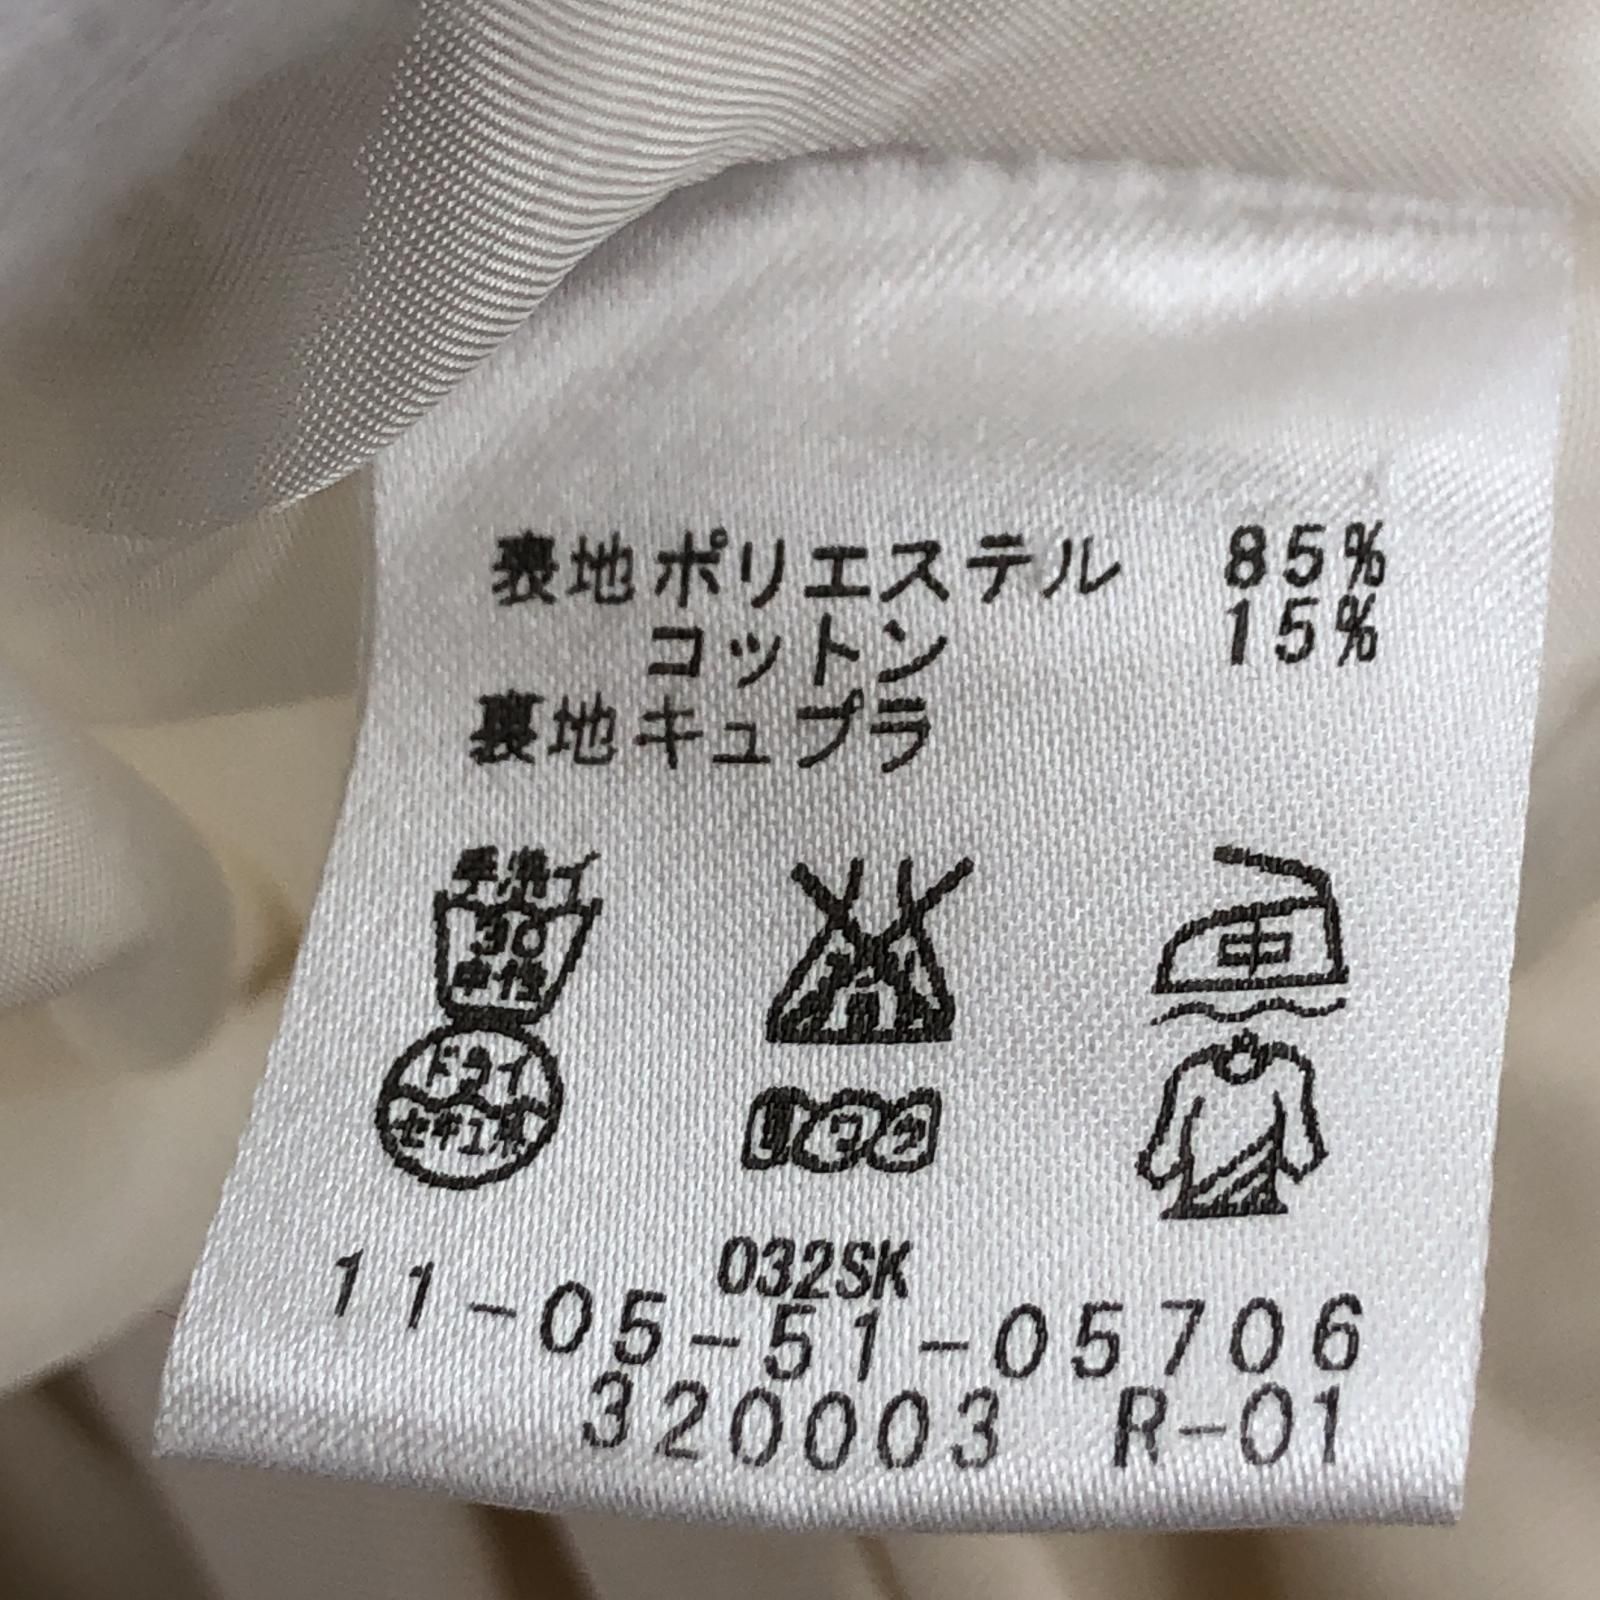 表地 ポリエステル 85%
コットン 15%
裏地 キュプラ
手洗イ
30
中性
中
ドライ
セキユ系
032SK
11-05-51-05706
320003 R-01